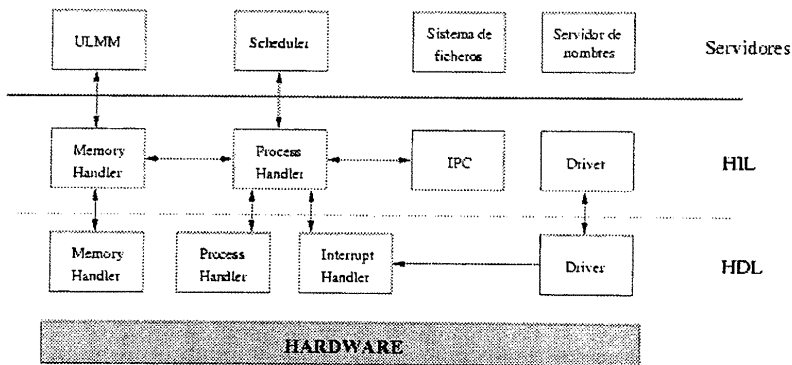 ULMM
Scheduler
Sistema de
ficheros
Servidor de
nombres
Servidores
Memory
Handler
Process
Handler
IPC
Driver
HIL
Memory
Handler
Process
Handler
Interrupt
Handler
Driver
HDL
HARDWARE